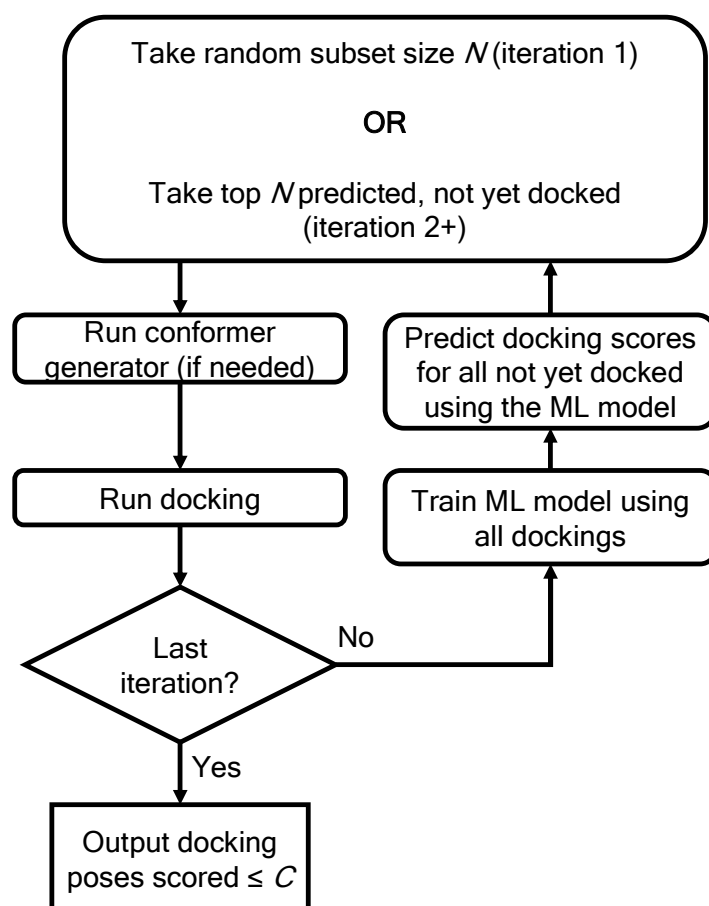 Take random subset size N (iteration 1)
OR
Take top N predicted, not yet docked
(iteration 2+)
Run conformer
generator (if needed)
Run docking
Last
iteration?
No
Yes
Output docking
poses scored ≤ C
Train ML model using
all dockings
Predict docking scores
for all not yet docked
using the ML model